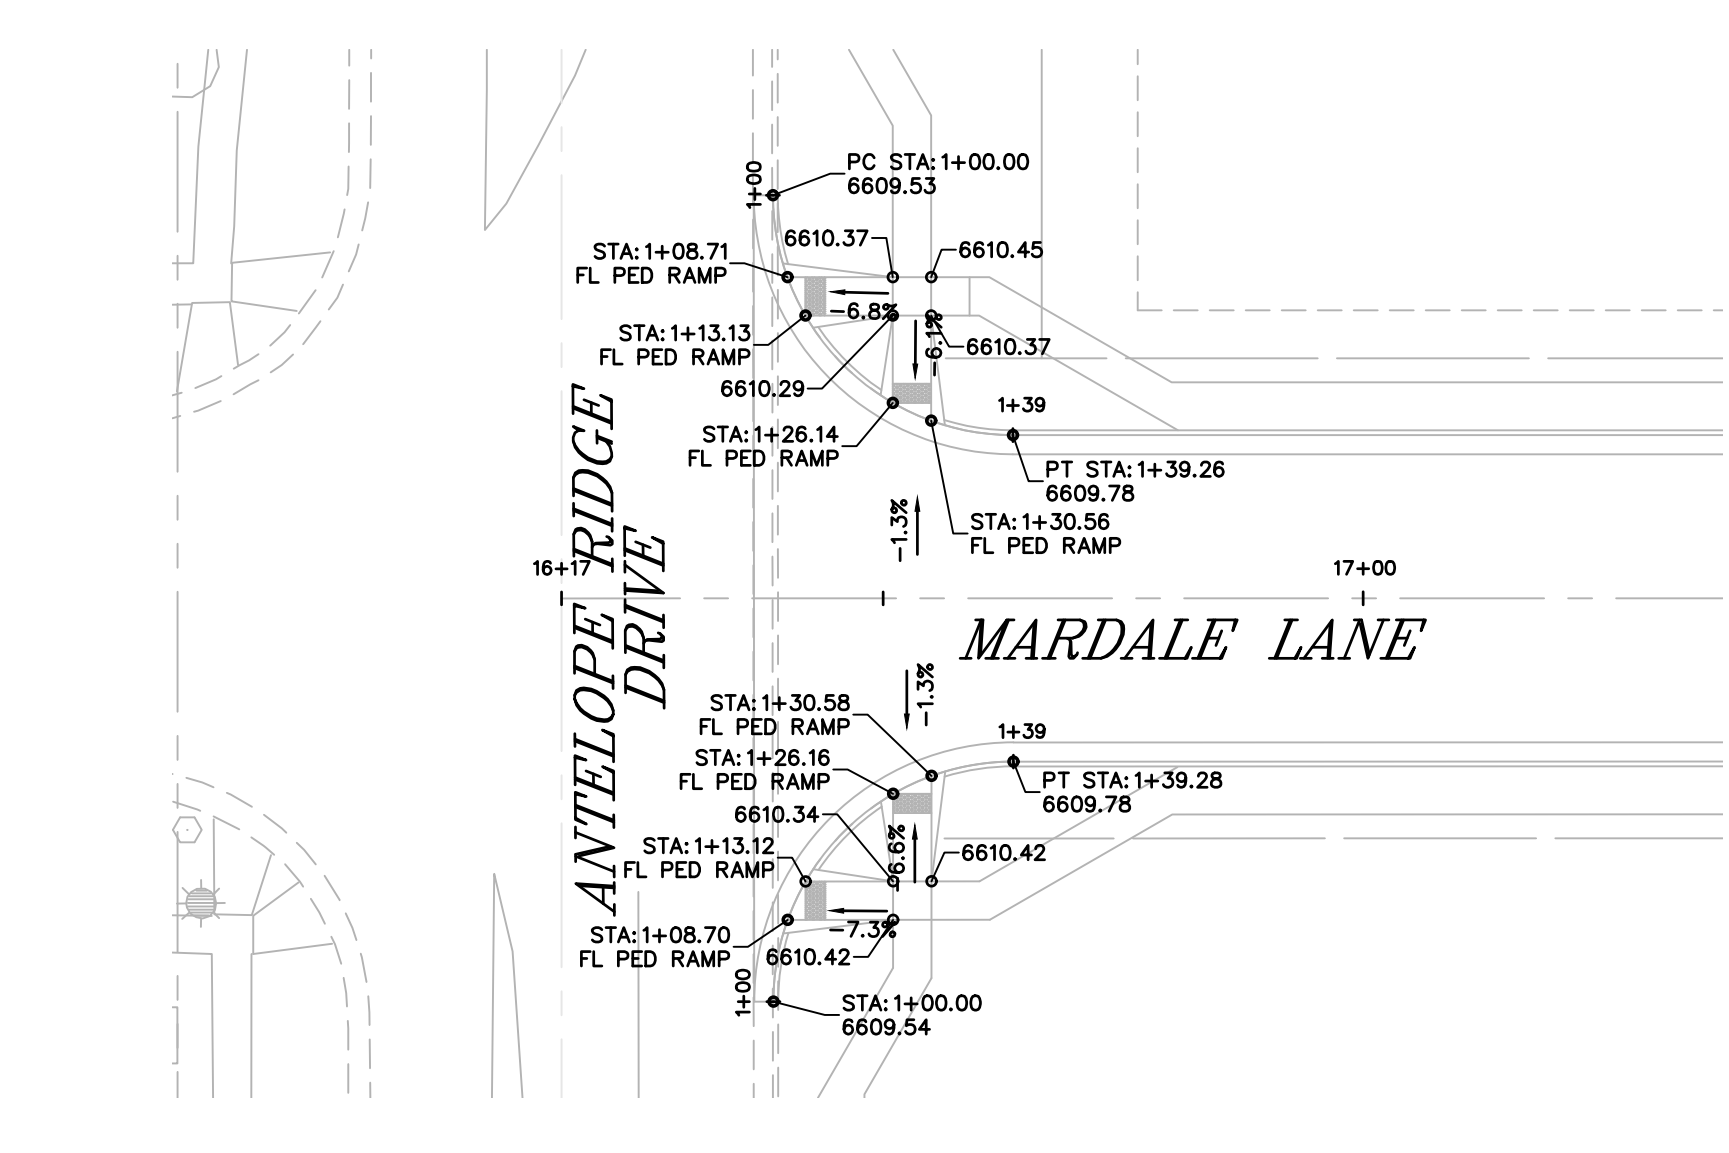 1+00
PC STA:1+00.00
6609.53
6610.37
6610.45
STA:1+08.71
FL PED RAMP
-6.8%
STA:1+13.13
FL PED RAMP
-6.1%
6610.37
6610.29
1+39
STA:1+26.14
FL PED RAMP
PT STA:1+39.26
6609.78
STA:1+30.56
FL PED RAMP
-1.3%
16+17
17+00
ANTELOPE RIDGE
DRIVE
MARDALE LANE
-1.3%
STA:1+30.58
FL PED RAMP
1+39
STA:1+26.16
FL PED RAMP
PT STA:1+39.28
6609.78
6610.34
STA:1+13.12
FL PED RAMP
-6.6%
6610.42
-7.3%
STA:1+08.70
FL PED RAMP
6610.42
1+00
STA:1+00.00
6609.54